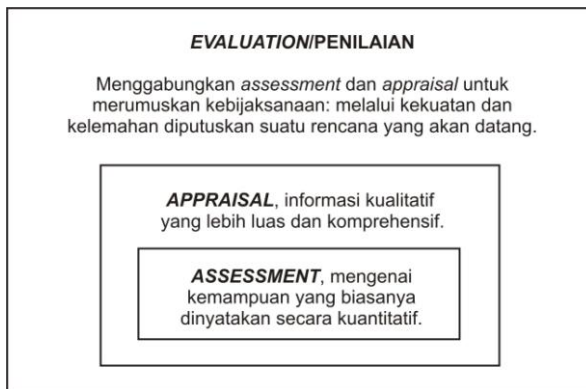 EVALUATION/PENILAIAN
Menggabungkan assessment dan appraisal untuk
merumuskan kebijaksanaan: melalui kekuatan dan
kelemahan diputuskan suatu rencana yang akan datang.
APPRAISAL, informasi kualitatif
yang lebih luas dan komprehensif.
ASSESSMENT, mengenai
kemampuan yang biasanya
dinyatakan secara kuantitatif.